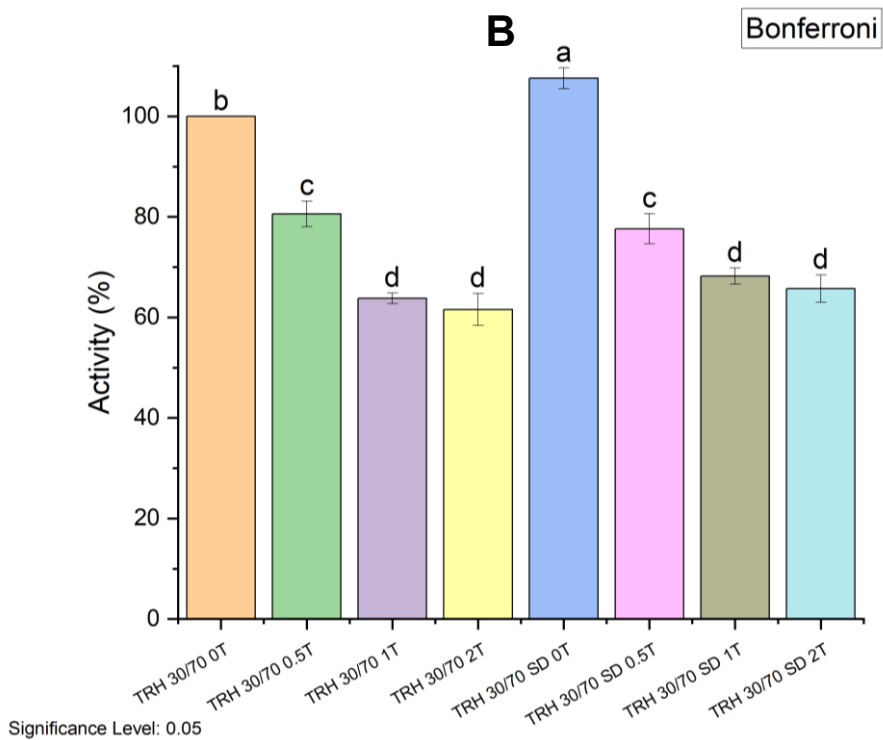 B
Bonferroni
Activity (%)
100
80
60
40
20
0
b
c
d
d
a
c
d
d
TRH 30/70 0T
TRH 30/70 0.5T
TRH 30/70 1T
TRH 30/70 2T
TRH 30/70 SD 0T
TRH 30/70 SD 0.5T
TRH 30/70 SD 1T
TRH 30/70 SD 2T
Significance Level: 0.05